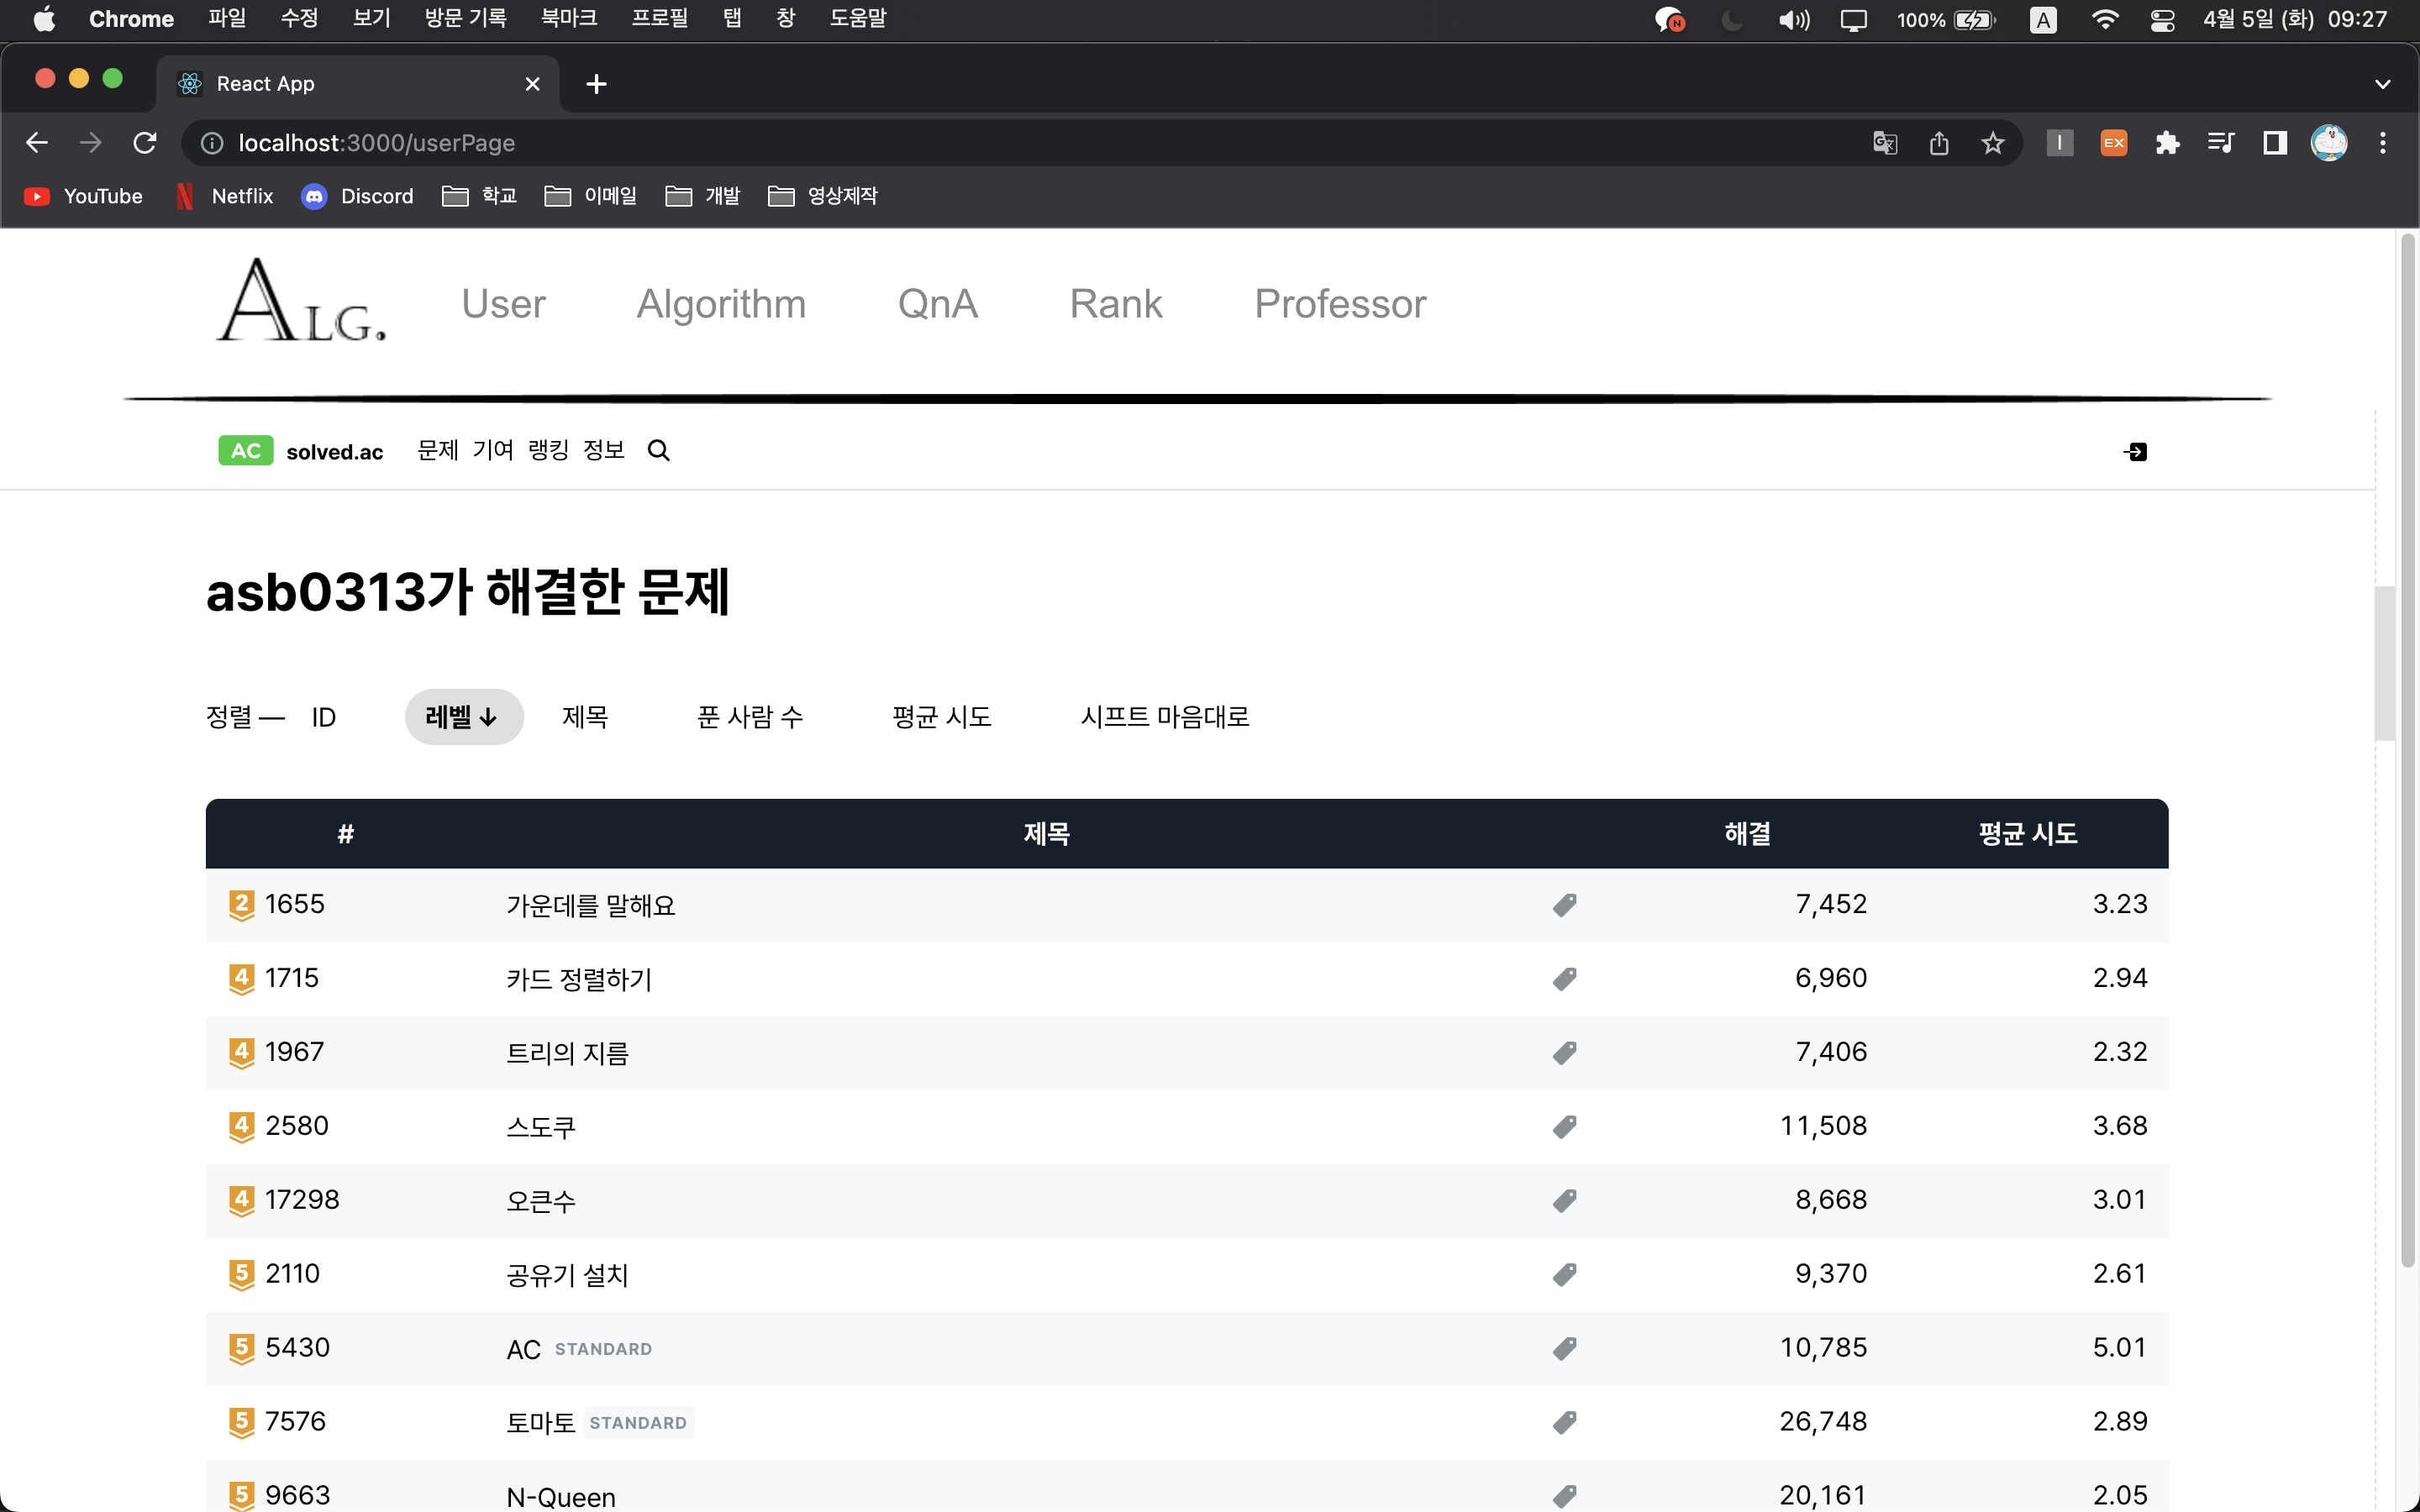 Chrome 파일 수정 보기 방문 기록 북마크 프로필 탭 창 도움말 100% A 4월 5일 (화) 09:27
React App
localhost:3000/userPage
YouTube Netflix Discord 학교 이메일 개발 영상제작
ALG. User Algorithm QnA Rank Professor
AC solved.ac 문제 기여 랭킹 정보
asb0313가 해결한 문제
정렬 — ID 레벨 ↓ 제목 푼 사람 수 평균 시도 시프트 마음대로
# 제목 해결 평균 시도
2 1655 가운데를 말해요 7,452 3.23
4 1715 카드 정렬하기 6,960 2.94
4 1967 트리의 지름 7,406 2.32
4 2580 스도쿠 11,508 3.68
4 17298 오큰수 8,668 3.01
5 2110 공유기 설치 9,370 2.61
5 5430 AC STANDARD 10,785 5.01
5 7576 토마토 STANDARD 26,748 2.89
5 9663 N-Queen 20,161 2.05